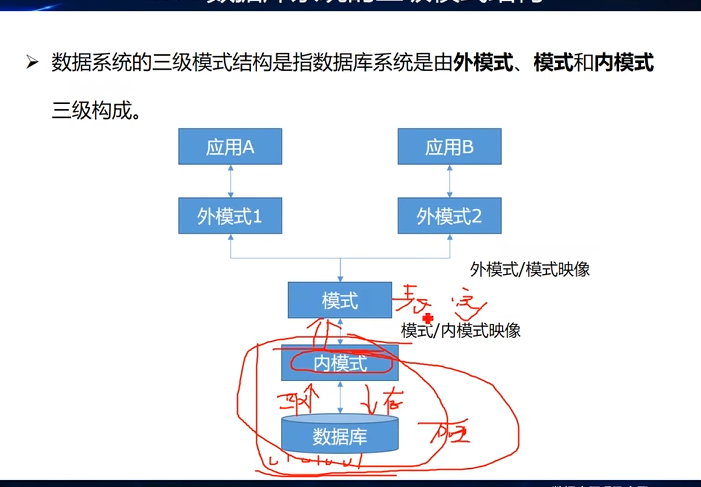 数据系统的三级模式结构是指数据库系统是由外模式、模式和内模式
三级构成。
应用A
应用B
外模式1
外模式2
外模式/模式映像
模式
模式/内模式映像
内模式
取
存
数据库